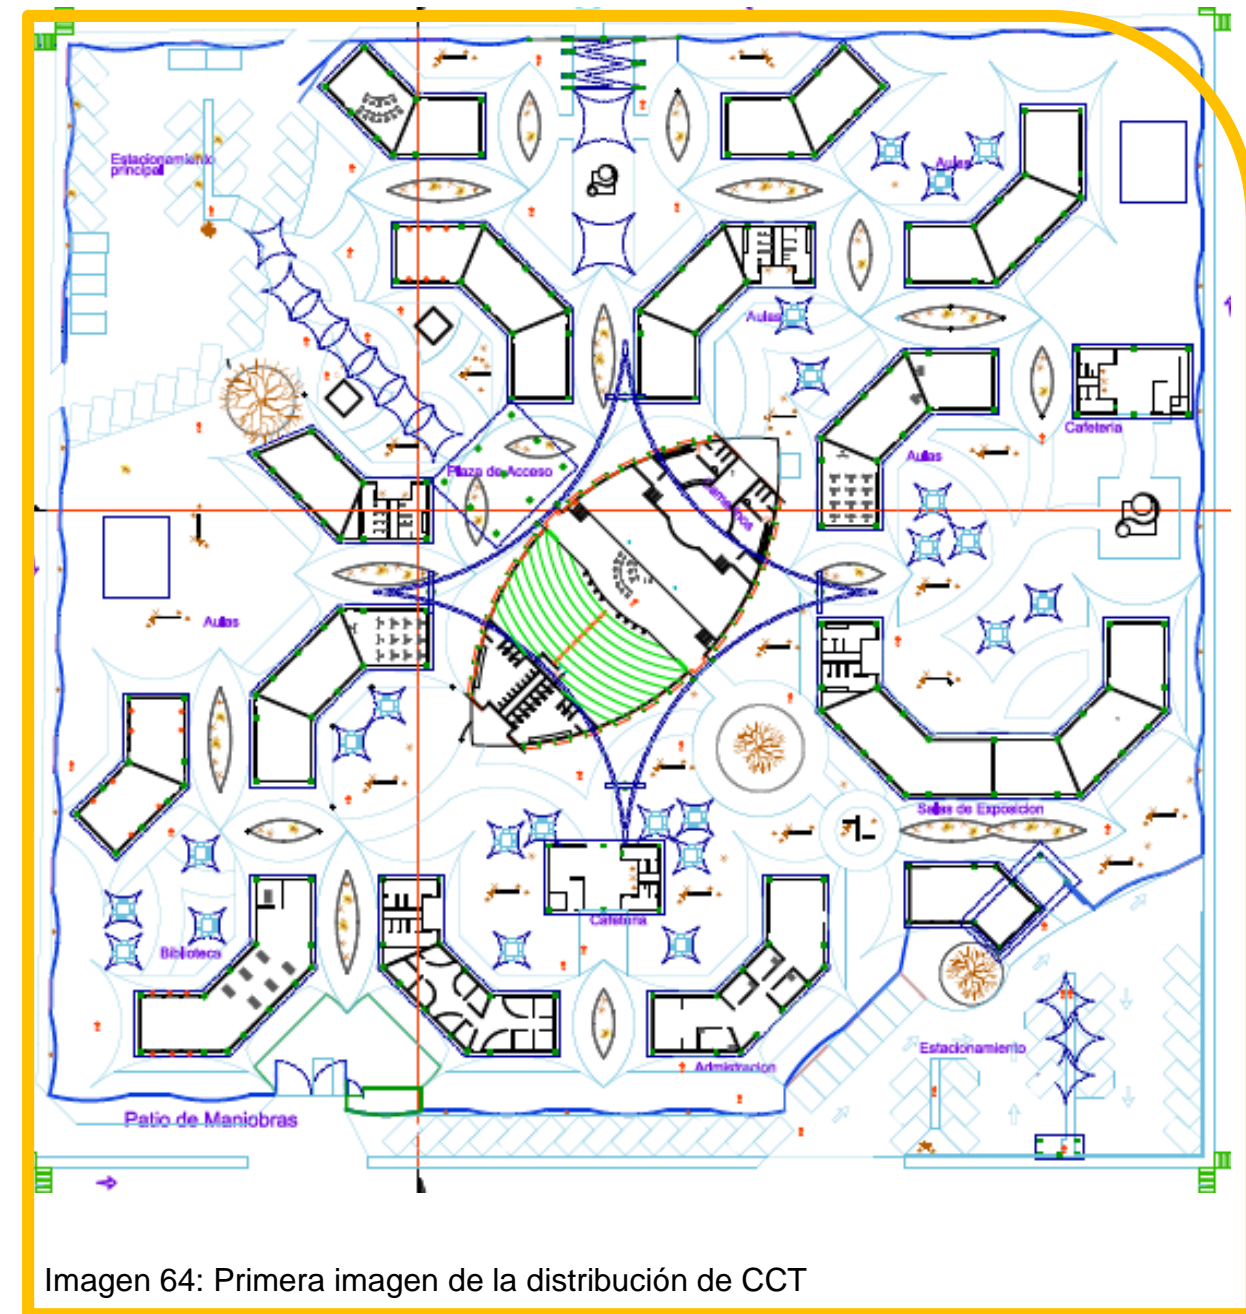 Estacionamiento
principal
Aulas
Aulas
Cafeteria
Aulas
Plaza de Acceso
Aulas
Salas de Exposicion
Cafeteria
Biblioteca
Estacionamiento
Admistracion
Patio de Maniobras
Imagen 64: Primera imagen de la distribución de CCT